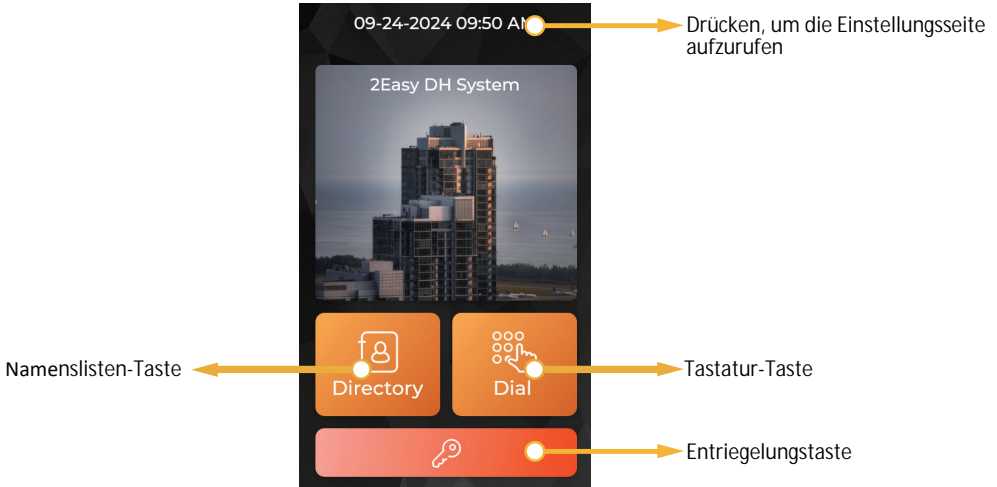 09-24-2024 09:50 AM
Drücken, um die Einstellungsseite
aufzurufen
2Easy DH System
Namenslisten-Taste
Directory
Dial
Tastatur-Taste
Entriegelungstaste